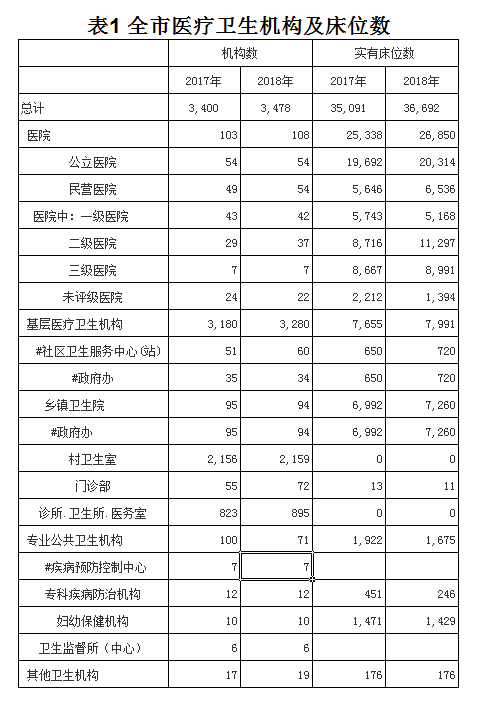 表1 全市医疗卫生机构及床位数
机构数 实有床位数
2017年 2018年 2017年 2018年
总计 3,400 3,478 35,091 36,692
医院 103 108 25,338 26,850
公立医院 54 54 19,692 20,314
民营医院 49 54 5,646 6,536
医院中: 一级医院 43 42 5,743 5,168
二级医院 29 37 8,716 11,297
三级医院 7 7 8,667 8,991
未评级医院 24 22 2,212 1,394
基层医疗卫生机构 3,180 3,280 7,655 7,991
#社区卫生服务中心(站) 51 60 650 720
#政府办 35 34 650 720
乡镇卫生院 95 94 6,992 7,260
#政府办 95 94 6,992 7,260
村卫生室 2,156 2,159 0 0
门诊部 55 72 13 11
诊所.卫生所.医务室 823 895 0 0
专业公共卫生机构 100 71 1,922 1,675
#疾病预防控制中心 7 7
专科疾病防治机构 12 12 451 246
妇幼保健机构 10 10 1,471 1,429
卫生监督所（中心） 6 6
其他卫生机构 17 19 176 176